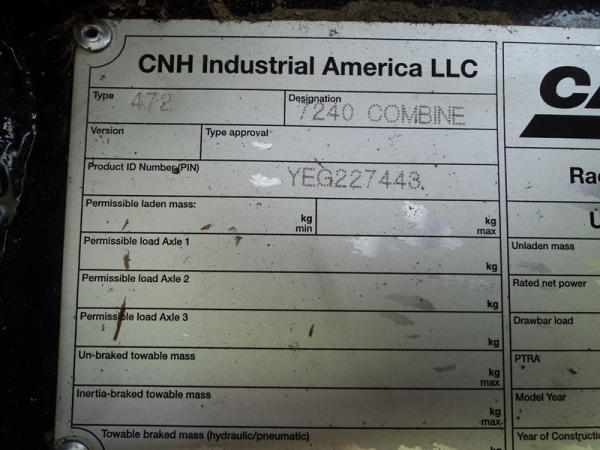 CNH Industrial America LLC
Type 472
Designation 7240 COMBINE
Version
Type approval
Product ID Number(PIN) YEG227443
Permissible laden mass: kg min kg max
Permissible load Axle 1 kg
Permissible load Axle 2 kg
Permissible load Axle 3 kg
Un-braked towable mass kg max
Inertia-braked towable mass kg max
Towable braked mass (hydraulic/pneumatic)
Unladen mass
Rated net power
Drawbar load
PTRA
Model Year
Year of Constructi